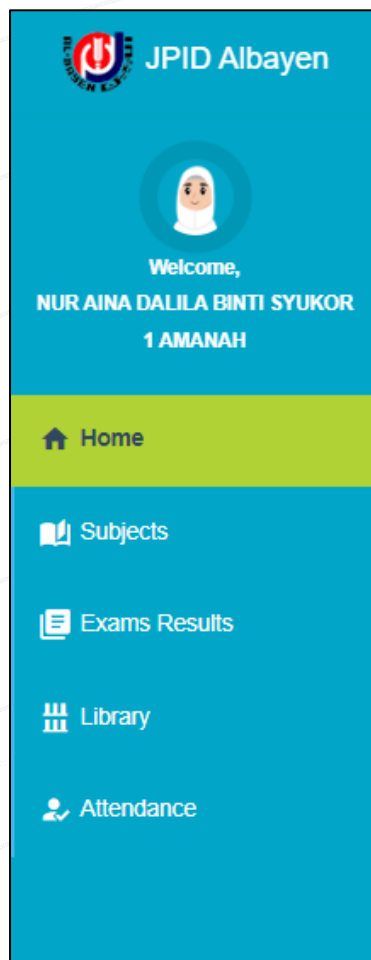 JPID Albayen
Welcome,
NUR AINA DALILA BINTI SYUKOR
1 AMANAH
Home
Subjects
Exams Results
Library
Attendance